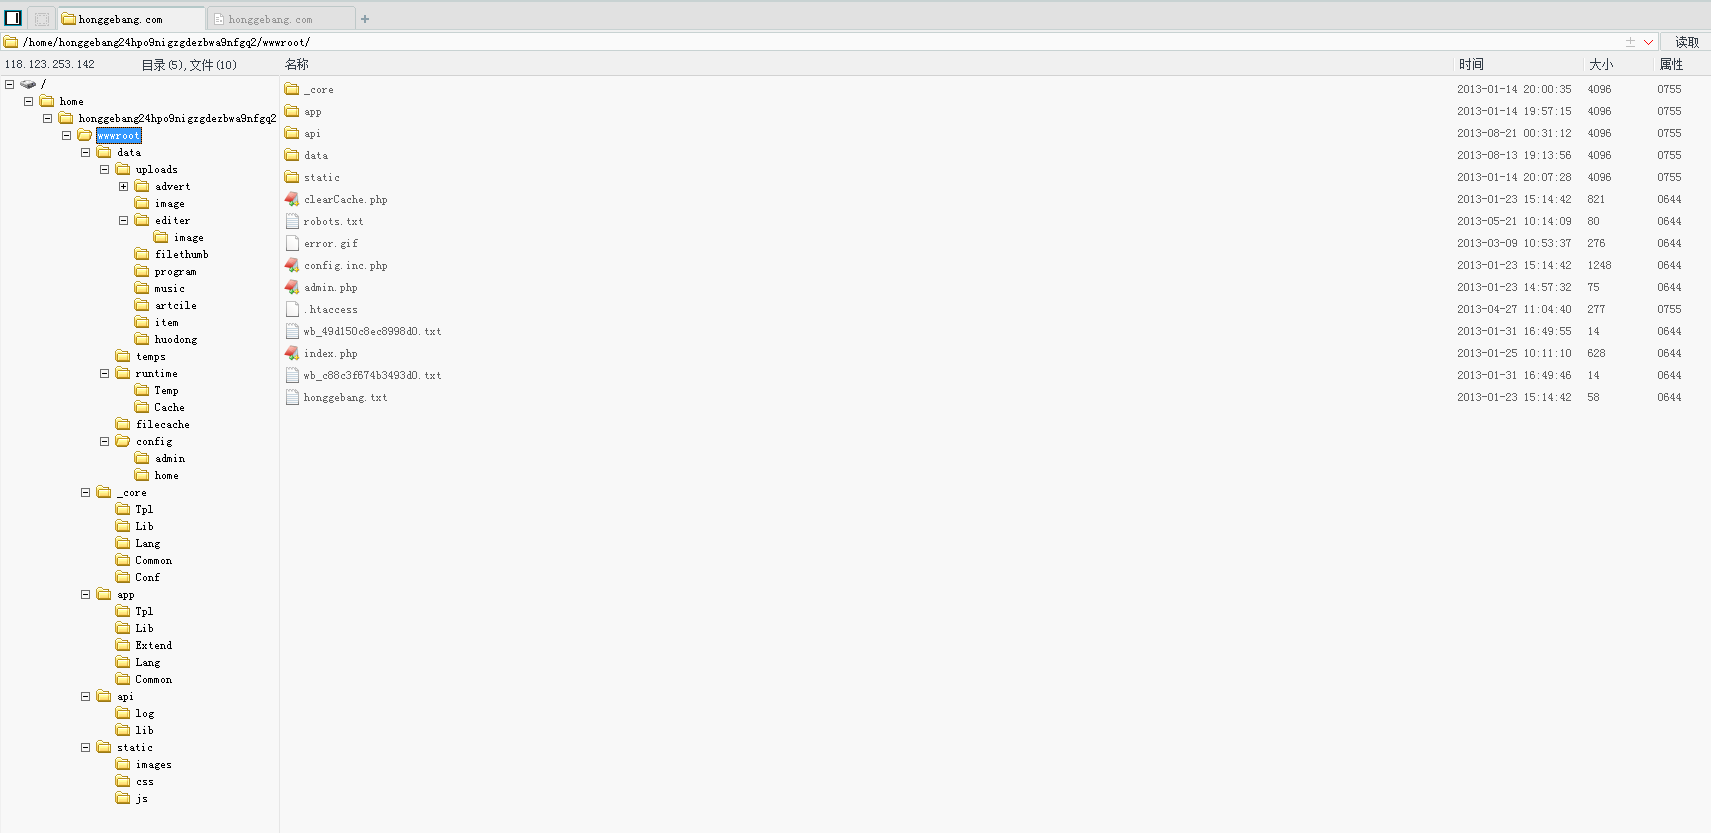 honggebang.com honggebang.com +
/home/honggebang24hpo9nigzgdezbwa9nfgq2/wwwroot/ 读取
118.123.253.142 目录(5),文件(10) 名称 时间 大小 属性
/
home
honggebang24hpo9nigzgdezbwa9nfgq2
wwwroot
data
uploads
advert
image
editer
image
filethumb
program
music
artcile
item
huodong
temps
runtime
Temp
Cache
filecache
config
admin
home
_core
Tpl
Lib
Lang
Common
Conf
app
Tpl
Lib
Extend
Lang
Common
api
log
lib
static
images
css
js
_core 2013-01-14 20:00:35 4096 0755
app 2013-01-14 19:57:15 4096 0755
api 2013-08-21 00:31:12 4096 0755
data 2013-08-13 19:13:56 4096 0755
static 2013-01-14 20:07:28 4096 0755
clearCache.php 2013-01-23 15:14:42 821 0644
robots.txt 2013-05-21 10:14:09 80 0644
error.gif 2013-03-09 10:53:37 276 0644
config.inc.php 2013-01-23 15:14:42 1248 0644
admin.php 2013-01-23 14:57:32 75 0644
.htaccess 2013-04-27 11:04:40 277 0755
wb_49d150c8ec8998d0.txt 2013-01-31 16:49:55 14 0644
index.php 2013-01-25 10:11:10 628 0644
wb_c88c3f674b3493d0.txt 2013-01-31 16:49:46 14 0644
honggebang.txt 2013-01-23 15:14:42 58 0644